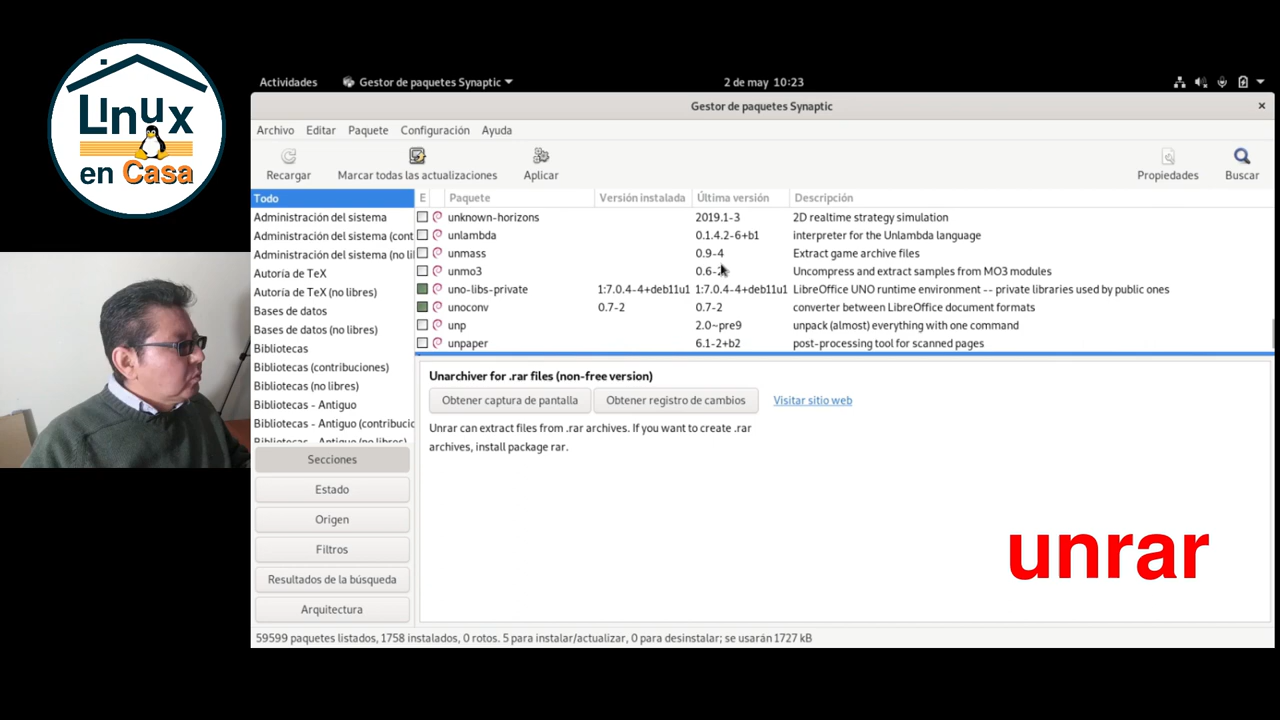 Linux
en Casa
Actividades Gestor de paquetes Synaptic 2 de may 10:23
Gestor de paquetes Synaptic
Archivo Editar Paquete Configuración Ayuda
Recargar Marcar todas las actualizaciones Aplicar Propiedades Buscar
Todo
Administración del sistema
Administración del sistema (cont
Administración del sistema (no li
Autoría de TeX
Autoría de TeX (no libres)
Bases de datos
Bases de datos (no libres)
Bibliotecas
Bibliotecas (contribuciones)
Bibliotecas (no libres)
Bibliotecas - Antiguo
Bibliotecas - Antiguo (contribucic
Bibliotecas - Antiguo (no libres)
Secciones
Estado
Origen
Filtros
Resultados de la búsqueda
Arquitectura
E Paquete Versión instalada Última versión Descripción
unknown-horizons 2019.1-3 2D realtime strategy simulation
unlambda 0.1.4.2-6+b1 interpreter for the Unlambda language
unmass 0.9-4 Extract game archive files
unmo3 Uncompress and extract samples from MO3 modules
uno-libs-private 1:7.0.4-4+deb11u1 1:7.0.4-4+deb11u1 LibreOffice UNO runtime environment -- private libraries used by public ones
unoconv 0.7-2 0.7-2 converter between LibreOffice document formats
unp 2.0~pre9 unpack (almost) everything with one command
unpaper 6.1-2+b2 post-processing tool for scanned pages
Unarchiver for .rar files (non-free version)
Obtener captura de pantalla Obtener registro de cambios Visitar sitio web
Unrar can extract files from .rar archives. If you want to create .rar
archives, install package rar.
unrar
59599 paquetes listados, 1758 instalados, 0 rotos. 5 para instalar/actualizar, 0 para desinstalar; se usarán 1727 kB